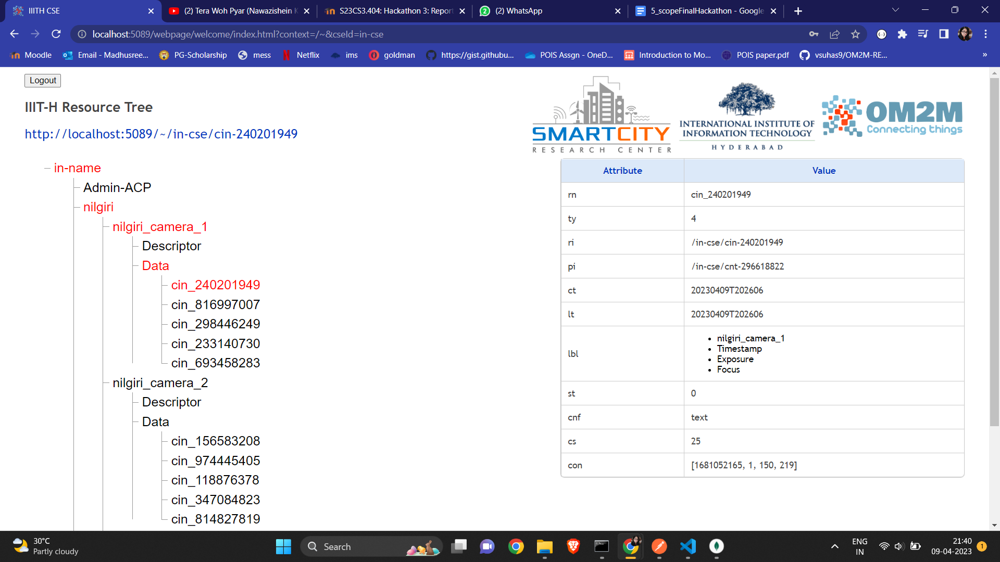 IIITH CSE
(2) Tera Woh Pyar (Nawazishein K
S23CS3.404: Hackathon 3: Report
2
(2) WhatsApp
5_scopeFinalHackathon - Google
localhost:5089/webpage/welcome/index.html?context=/~&cseId=in-cse
Moodle
Email - Madhusree...
PG-Scholarship
mess
Netflix
ims
goldman
https://gist.githubu...
POIS Assgn - OneD...
Introduction to Mo...
POIS paper.pdf
vsuhas9/OM2M-RE...
»
Logout
IIIT-H Resource Tree
http://localhost:5089/~/in-cse/cin-240201949
SMARTCITY
RESEARCH CENTER
INTERNATIONAL INSTITUTE OF
INFORMATION TECHNOLOGY
HYDERABAD
OM2M
Connecting things
in-name
Admin-ACP
nilgiri
nilgiri_camera_1
Descriptor
Data
cin_240201949
cin_816997007
cin_298446249
cin_233140730
cin_693458283
nilgiri_camera_2
Descriptor
Data
cin_156583208
cin_974445405
cin_118876378
cin_347084823
cin_814827819
Attribute Value
rn cin_240201949
ty 4
ri /in-cse/cin-240201949
pi /in-cse/cnt-296618822
ct 20230409T202606
lt 20230409T202606
lbl
• nilgiri_camera_1
• Timestamp
• Exposure
• Focus
st 0
cnf text
cs 25
con [1681052165, 1, 150, 219]
30°C
Partly cloudy
Search
ENG
IN
21:40
09-04-2023
1